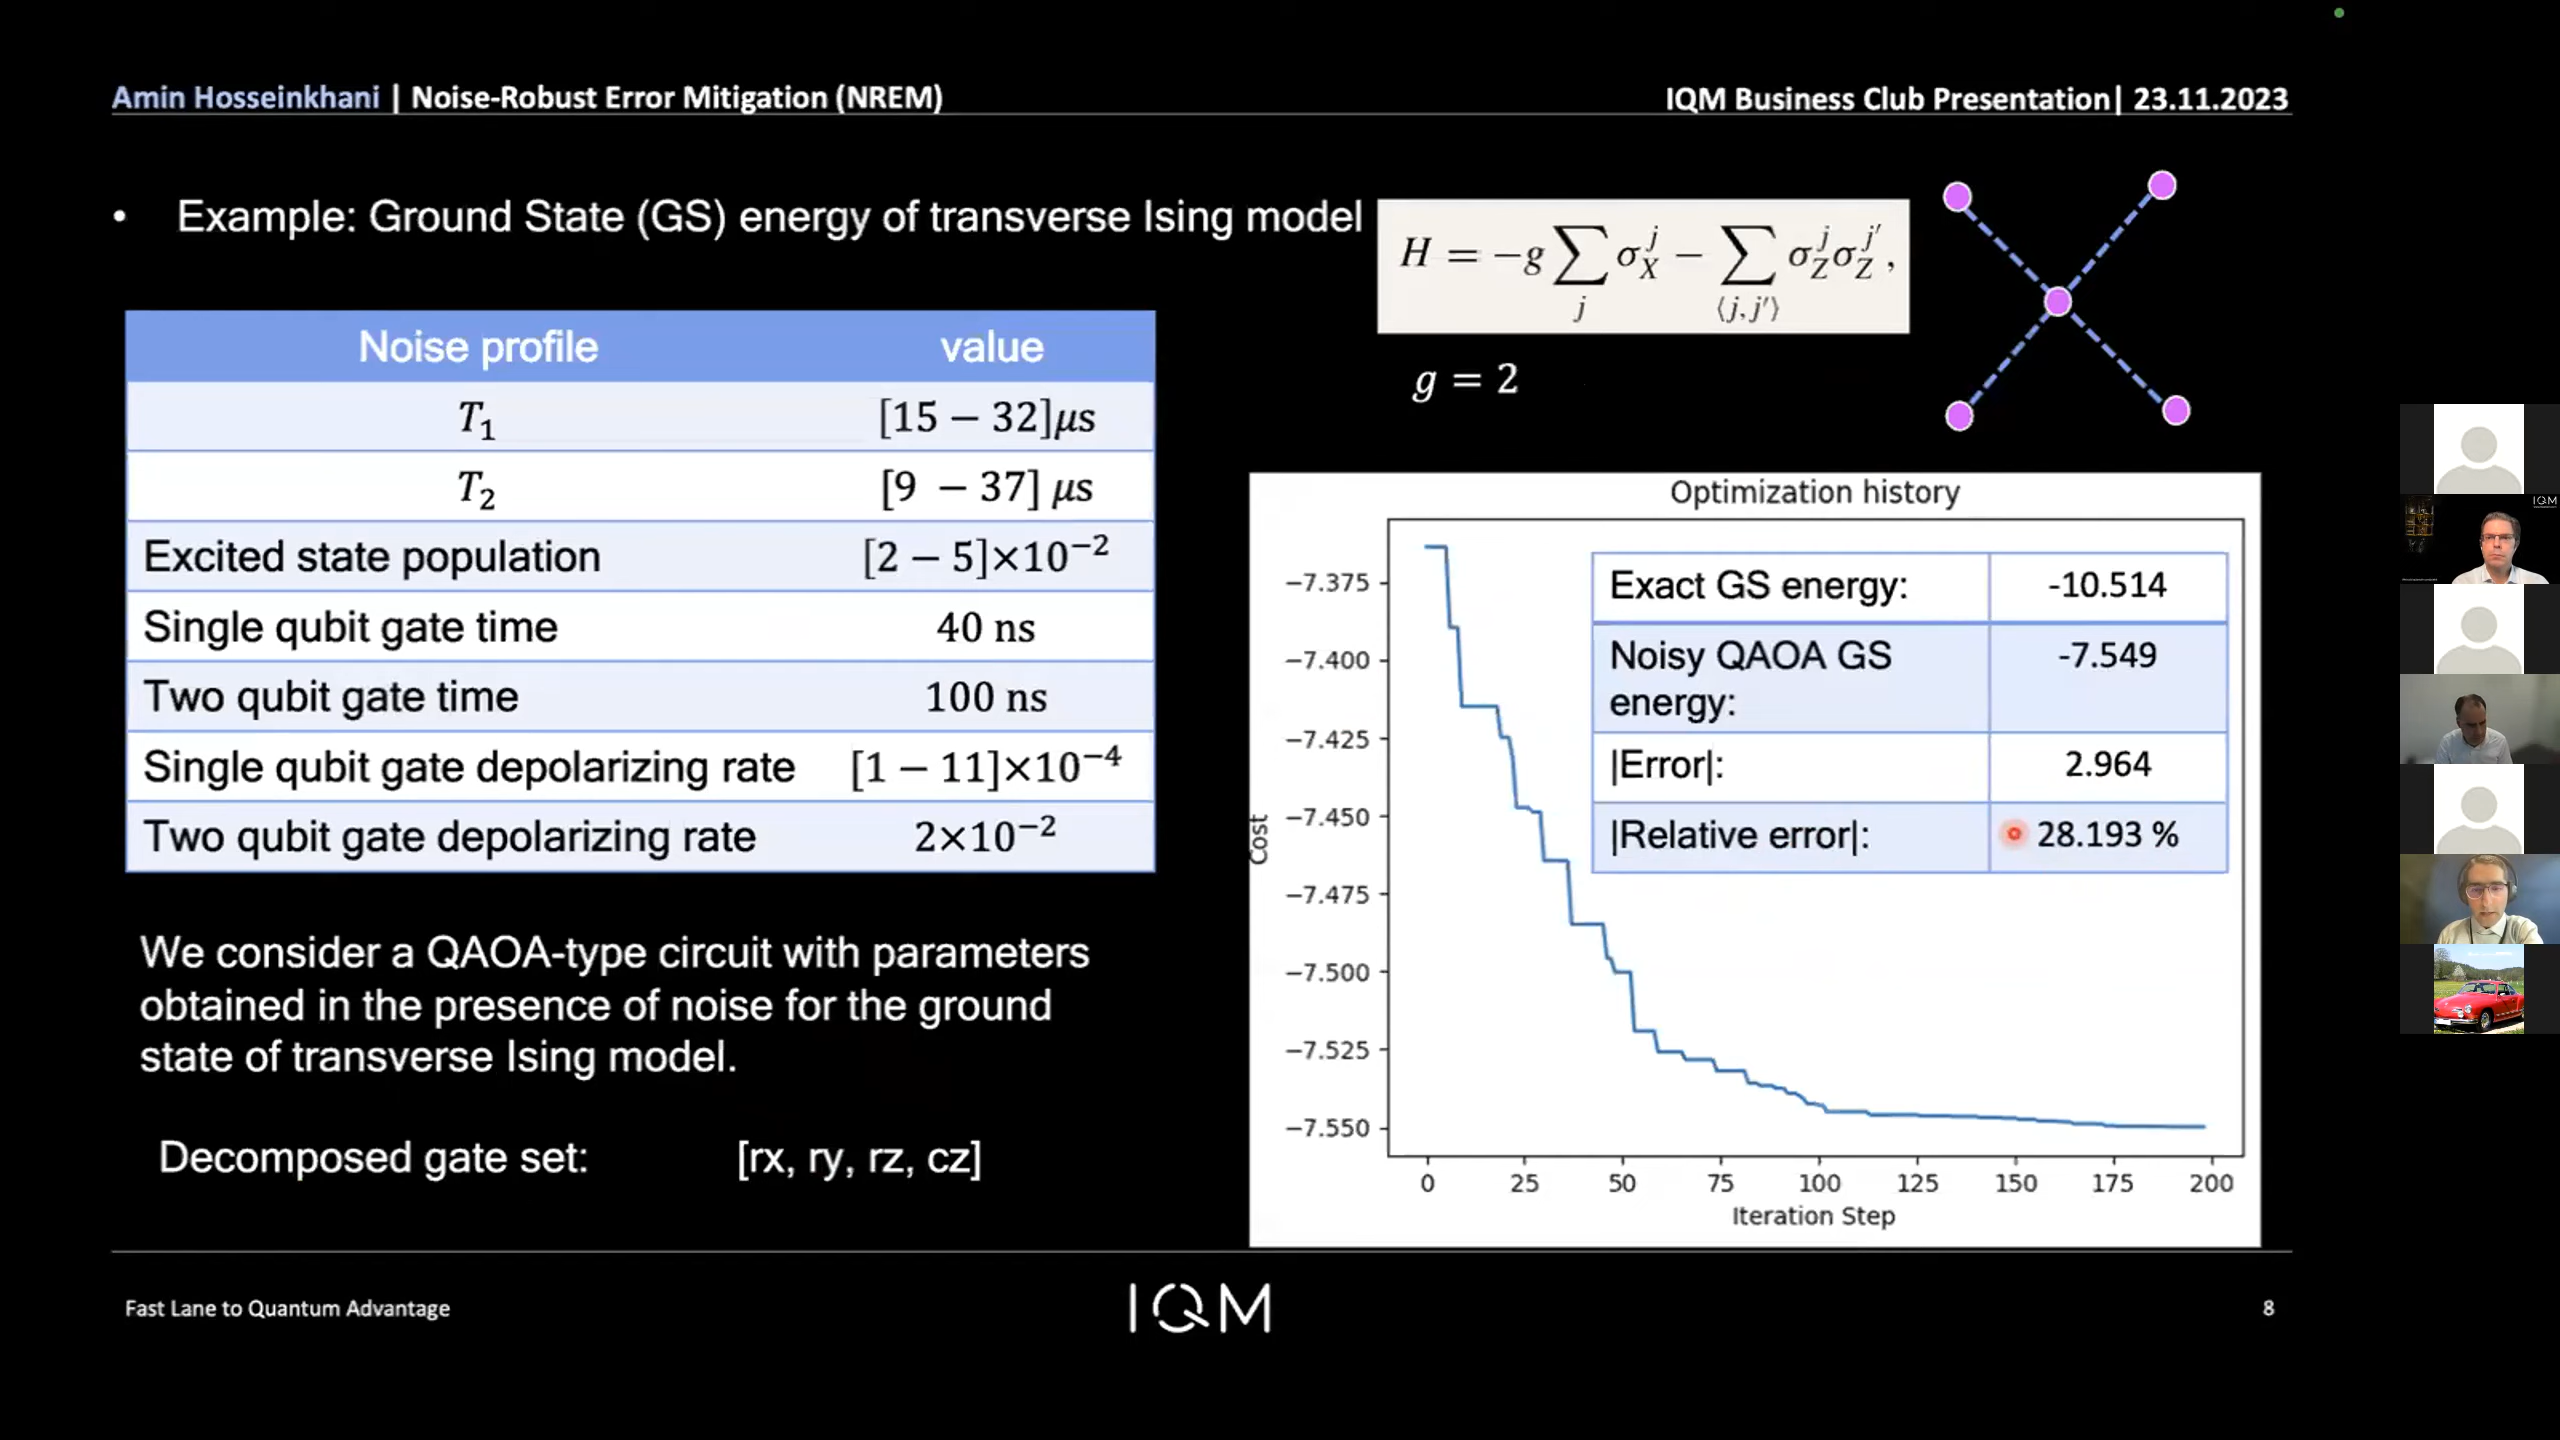 Amin Hosseinkhani | Noise-Robust Error Mitigation (NREM)
IQM Business Club Presentation| 23.11.2023
• Example: Ground State (GS) energy of transverse Ising model
H = −g ∑_j σ_X^j − ∑_⟨j,j′⟩ σ_Z^j σ_Z^j′ ,
g = 2
Noise profile value
T₁ [15 − 32]μs
T₂ [9 − 37] μs
Excited state population [2 − 5]×10⁻²
Single qubit gate time 40 ns
Two qubit gate time 100 ns
Single qubit gate depolarizing rate [1 − 11]×10⁻⁴
Two qubit gate depolarizing rate 2×10⁻²
We consider a QAOA-type circuit with parameters
obtained in the presence of noise for the ground
state of transverse Ising model.
Decomposed gate set: [rx, ry, rz, cz]
Optimization history
Cost
−7.375
−7.400
−7.425
−7.450
−7.475
−7.500
−7.525
−7.550
Exact GS energy: -10.514
Noisy QAOA GS
energy: -7.549
|Error|: 2.964
|Relative error|: 28.193 %
0 25 50 75 100 125 150 175 200
Iteration Step
Fast Lane to Quantum Advantage
IQM
8
IQM